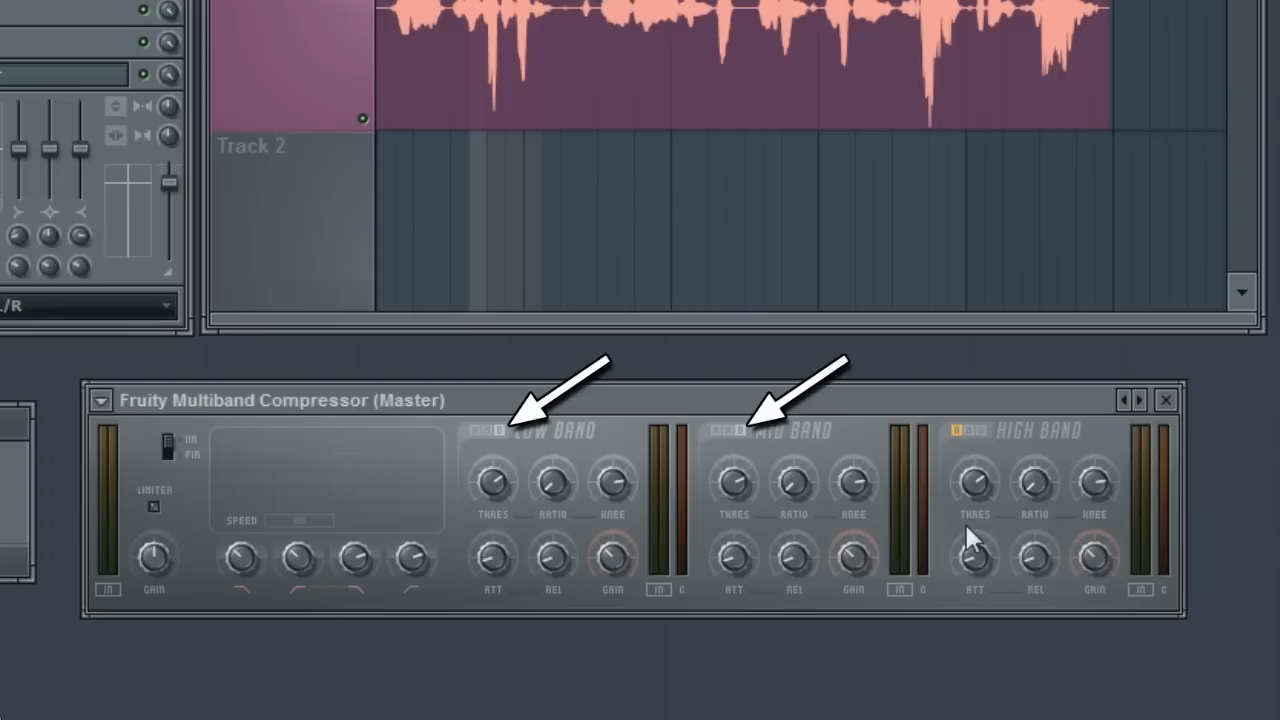 Track 2
L/R
Fruity Multiband Compressor (Master)
IIR
FIR
LIMITER
SPEED
IN
GAIN
LOW BAND
THRES
RATIO
KNEE
ATT
REL
GAIN
IN
C
MID BAND
THRES
RATIO
KNEE
ATT
REL
GAIN
IN
C
HIGH BAND
THRES
RATIO
KNEE
ATT
REL
GAIN
IN
C